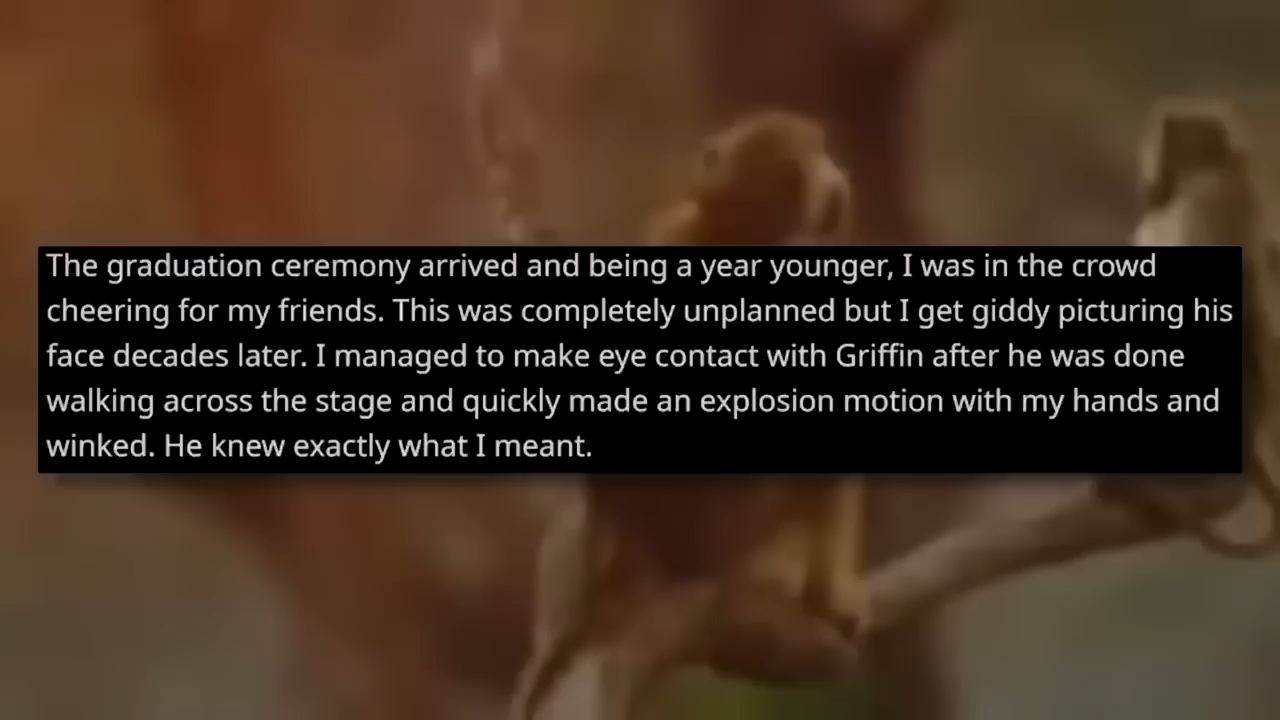 The graduation ceremony arrived and being a year younger, I was in the crowd
cheering for my friends. This was completely unplanned but I get giddy picturing his
face decades later. I managed to make eye contact with Griffin after he was done
walking across the stage and quickly made an explosion motion with my hands and
winked. He knew exactly what I meant.